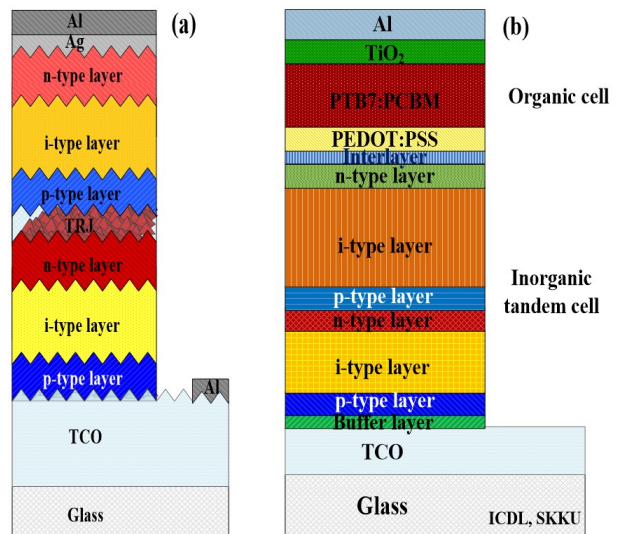 (a)
Al
Ag
n-type layer
i-type layer
p-type layer
TRJ
n-type layer
i-type layer
p-type layer
Al
TCO
Glass
(b)
Al
TiO2
PTB7:PCBM
Organic cell
PEDOT:PSS
Interlayer
n-type layer
i-type layer
Inorganic
tandem cell
p-type layer
n-type layer
i-type layer
p-type layer
Buffer layer
TCO
Glass
ICDL, SKKU